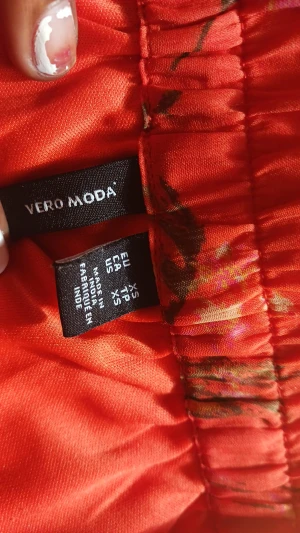 VERO MODA
EU XS
CA TP
US XS
MADE IN
INDIA
FABRIQUÉ EN
INDE